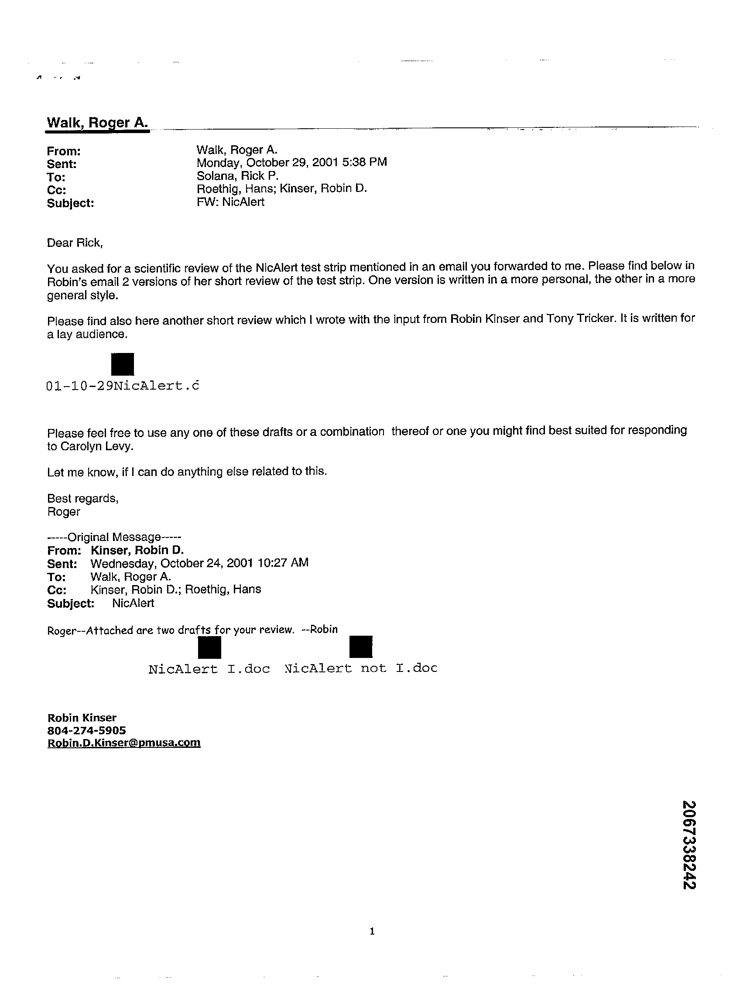 Walk, Roger A.
From: Walk, Roger A.
Sent: Monday, October 29, 2001 5:38 PM
To: Solana, Rick P.
Cc: Roethig, Hans; Kinser, Robin D.
Subject: FW: NicAlert
Dear Rick,
You asked for a scientific review of the NicAlert test strip mentioned in an email you forwarded to me. Please find below in
Robin's email 2 versions of her short review of the test strip. One version is written in a more personal, the other in a more
general style.
Please find also here another short review which I wrote with the input from Robin Kinser and Tony Tricker. It is written for
a lay audience.
01-10-29NicAlert.c
Please feel free to use any one of these drafts or a combination thereof or one you might find best suited for responding
to Carolyn Levy.
Let me know, if I can do anything else related to this.
Best regards,
Roger
-----Original Message-----
From: Kinser, Robin D.
Sent: Wednesday, October 24, 2001 10:27 AM
To: Walk, Roger A.
Cc: Kinser, Robin D.; Roethig, Hans
Subject: NicAlert
Roger--Attached are two drafts for your review. --Robin
NicAlert I.doc NicAlert not I.doc
Robin Kinser
804-274-5905
Robin.D.Kinser@pmusa.com
2067338242
1